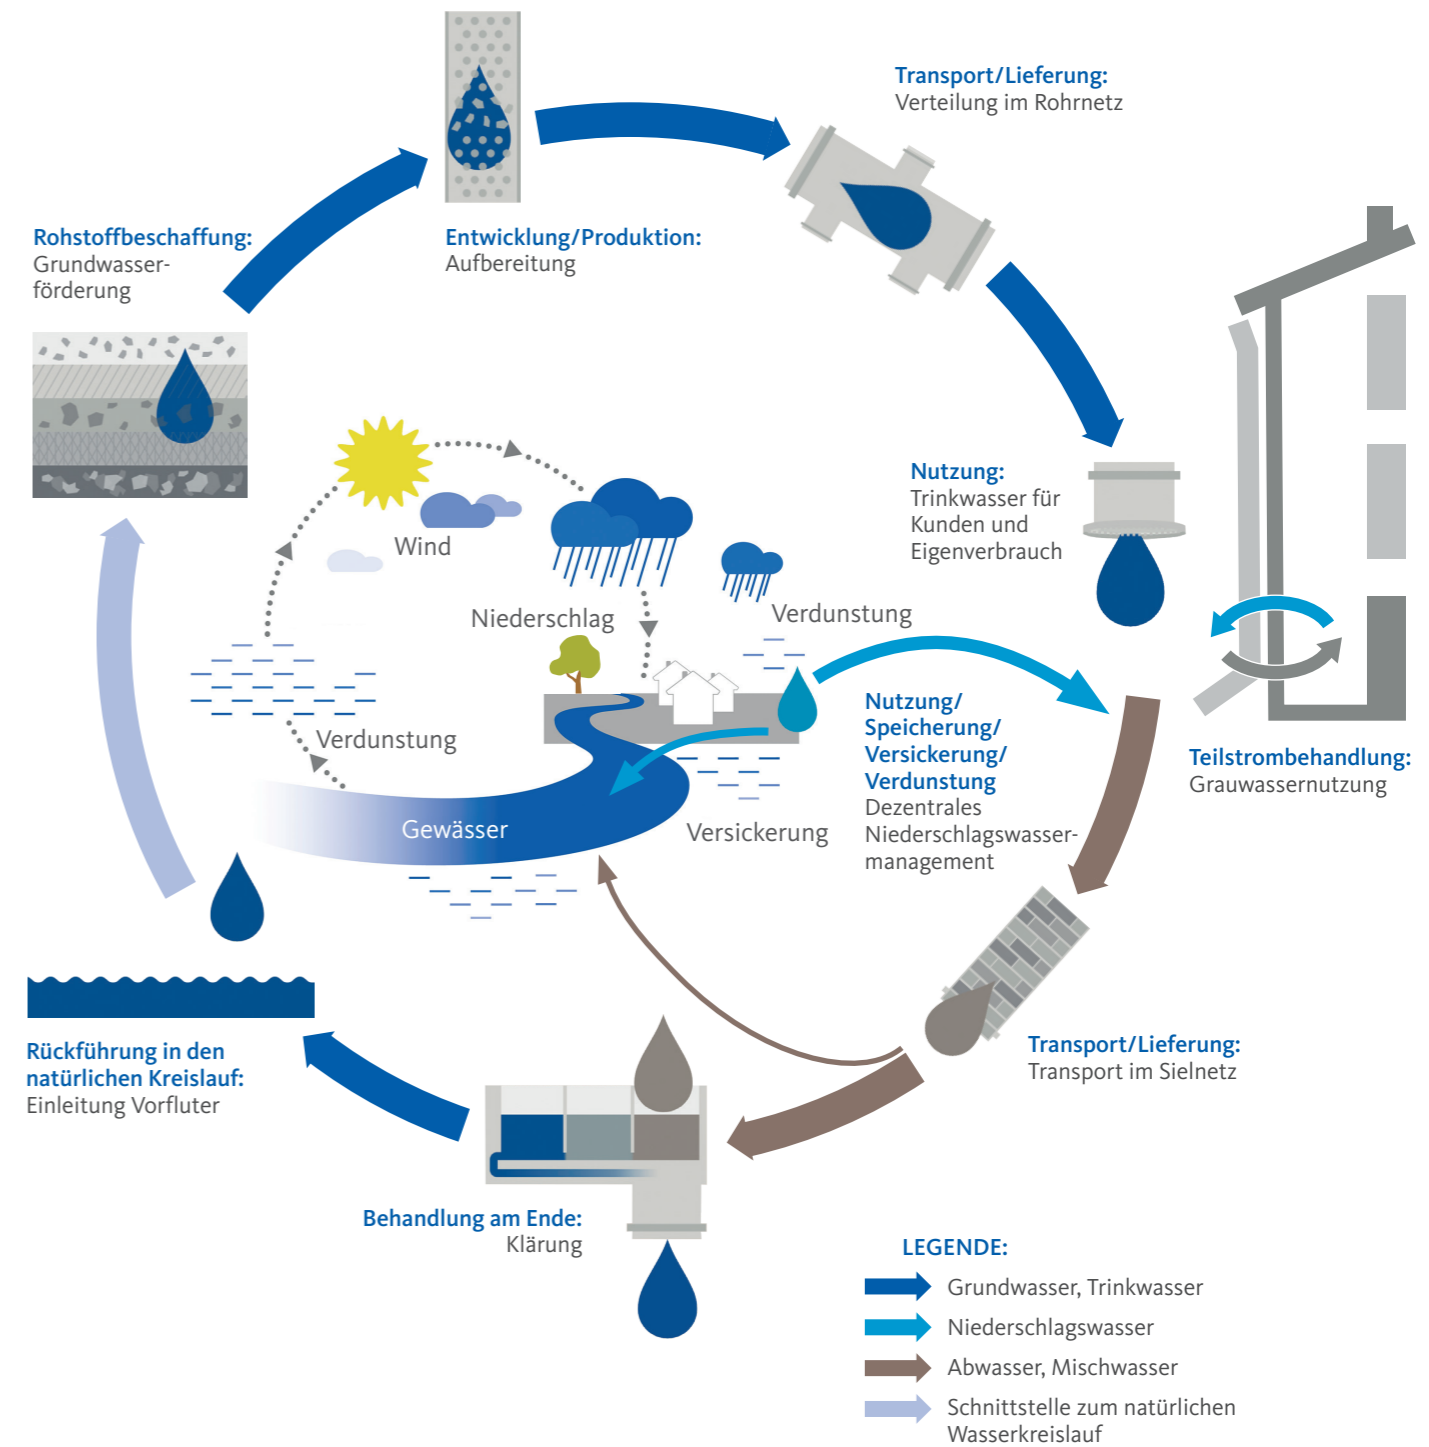 Transport/Lieferung:
Verteilung im Rohrnetz
Rohstoffbeschaffung:
Grundwasser-
förderung
Entwicklung/Produktion:
Aufbereitung
Nutzung:
Trinkwasser für
Kunden und
Eigenverbrauch
Wind
Niederschlag
Verdunstung
Verdunstung
Gewässer
Versickerung
Nutzung/
Speicherung/
Versickerung/
Verdunstung
Dezentrales
Niederschlagswasser-
management
Teilstrombehandlung:
Grauwassernutzung
Transport/Lieferung:
Transport im Sielnetz
Rückführung in den
natürlichen Kreislauf:
Einleitung Vorfluter
Behandlung am Ende:
Klärung
LEGENDE:
Grundwasser, Trinkwasser
Niederschlagswasser
Abwasser, Mischwasser
Schnittstelle zum natürlichen
Wasserkreislauf